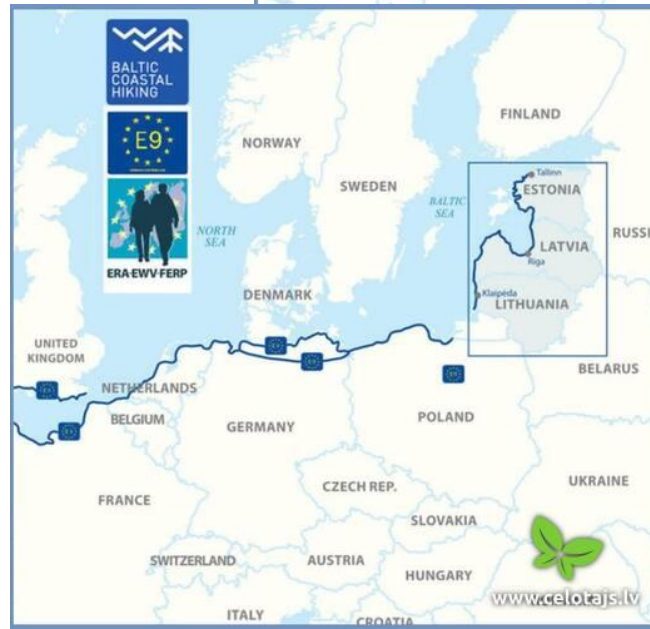 BALTIC
COASTAL
HIKING
E9
ERA-EWV-FERP
FINLAND
NORWAY
SWEDEN
Tallinn
ESTONIA
BALTIC
SEA
NORTH
SEA
RUSSI
LATVIA
Riga
DENMARK
Klaipėda
LITHUANIA
UNITED
KINGDOM
BELARUS
NETHERLANDS
BELGIUM
GERMANY
POLAND
UKRAINE
CZECH REP.
FRANCE
SLOVAKIA
SWITZERLAND
AUSTRIA
HUNGARY
www.celotajs.lv
ITALY
CROATIA